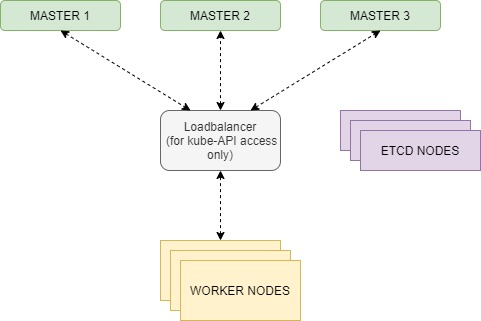 MASTER 1
MASTER 2
MASTER 3
Loadbalancer
(for kube-API access
only)
ETCD NODES
WORKER NODES